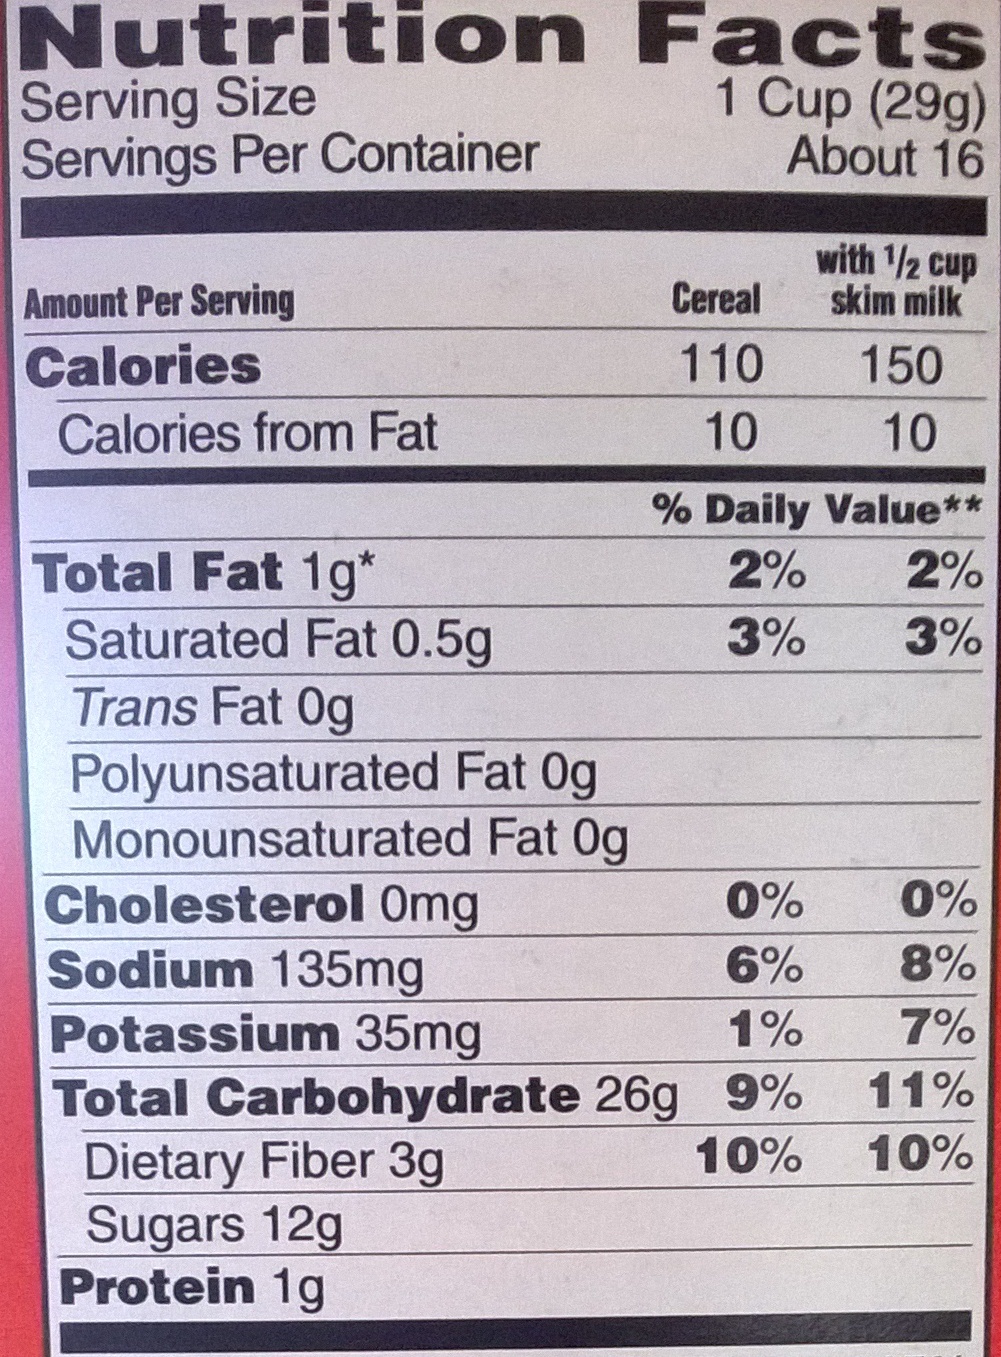 Nutrition Facts
Serving Size 1 Cup (29g)
Servings Per Container About 16
with 1/2 cup
Amount Per Serving Cereal skim milk
Calories 110 150
Calories from Fat 10 10
% Daily Value**
Total Fat 1g* 2% 2%
Saturated Fat 0.5g 3% 3%
Trans Fat 0g
Polyunsaturated Fat 0g
Monounsaturated Fat 0g
Cholesterol 0mg 0% 0%
Sodium 135mg 6% 8%
Potassium 35mg 1% 7%
Total Carbohydrate 26g 9% 11%
Dietary Fiber 3g 10% 10%
Sugars 12g
Protein 1g